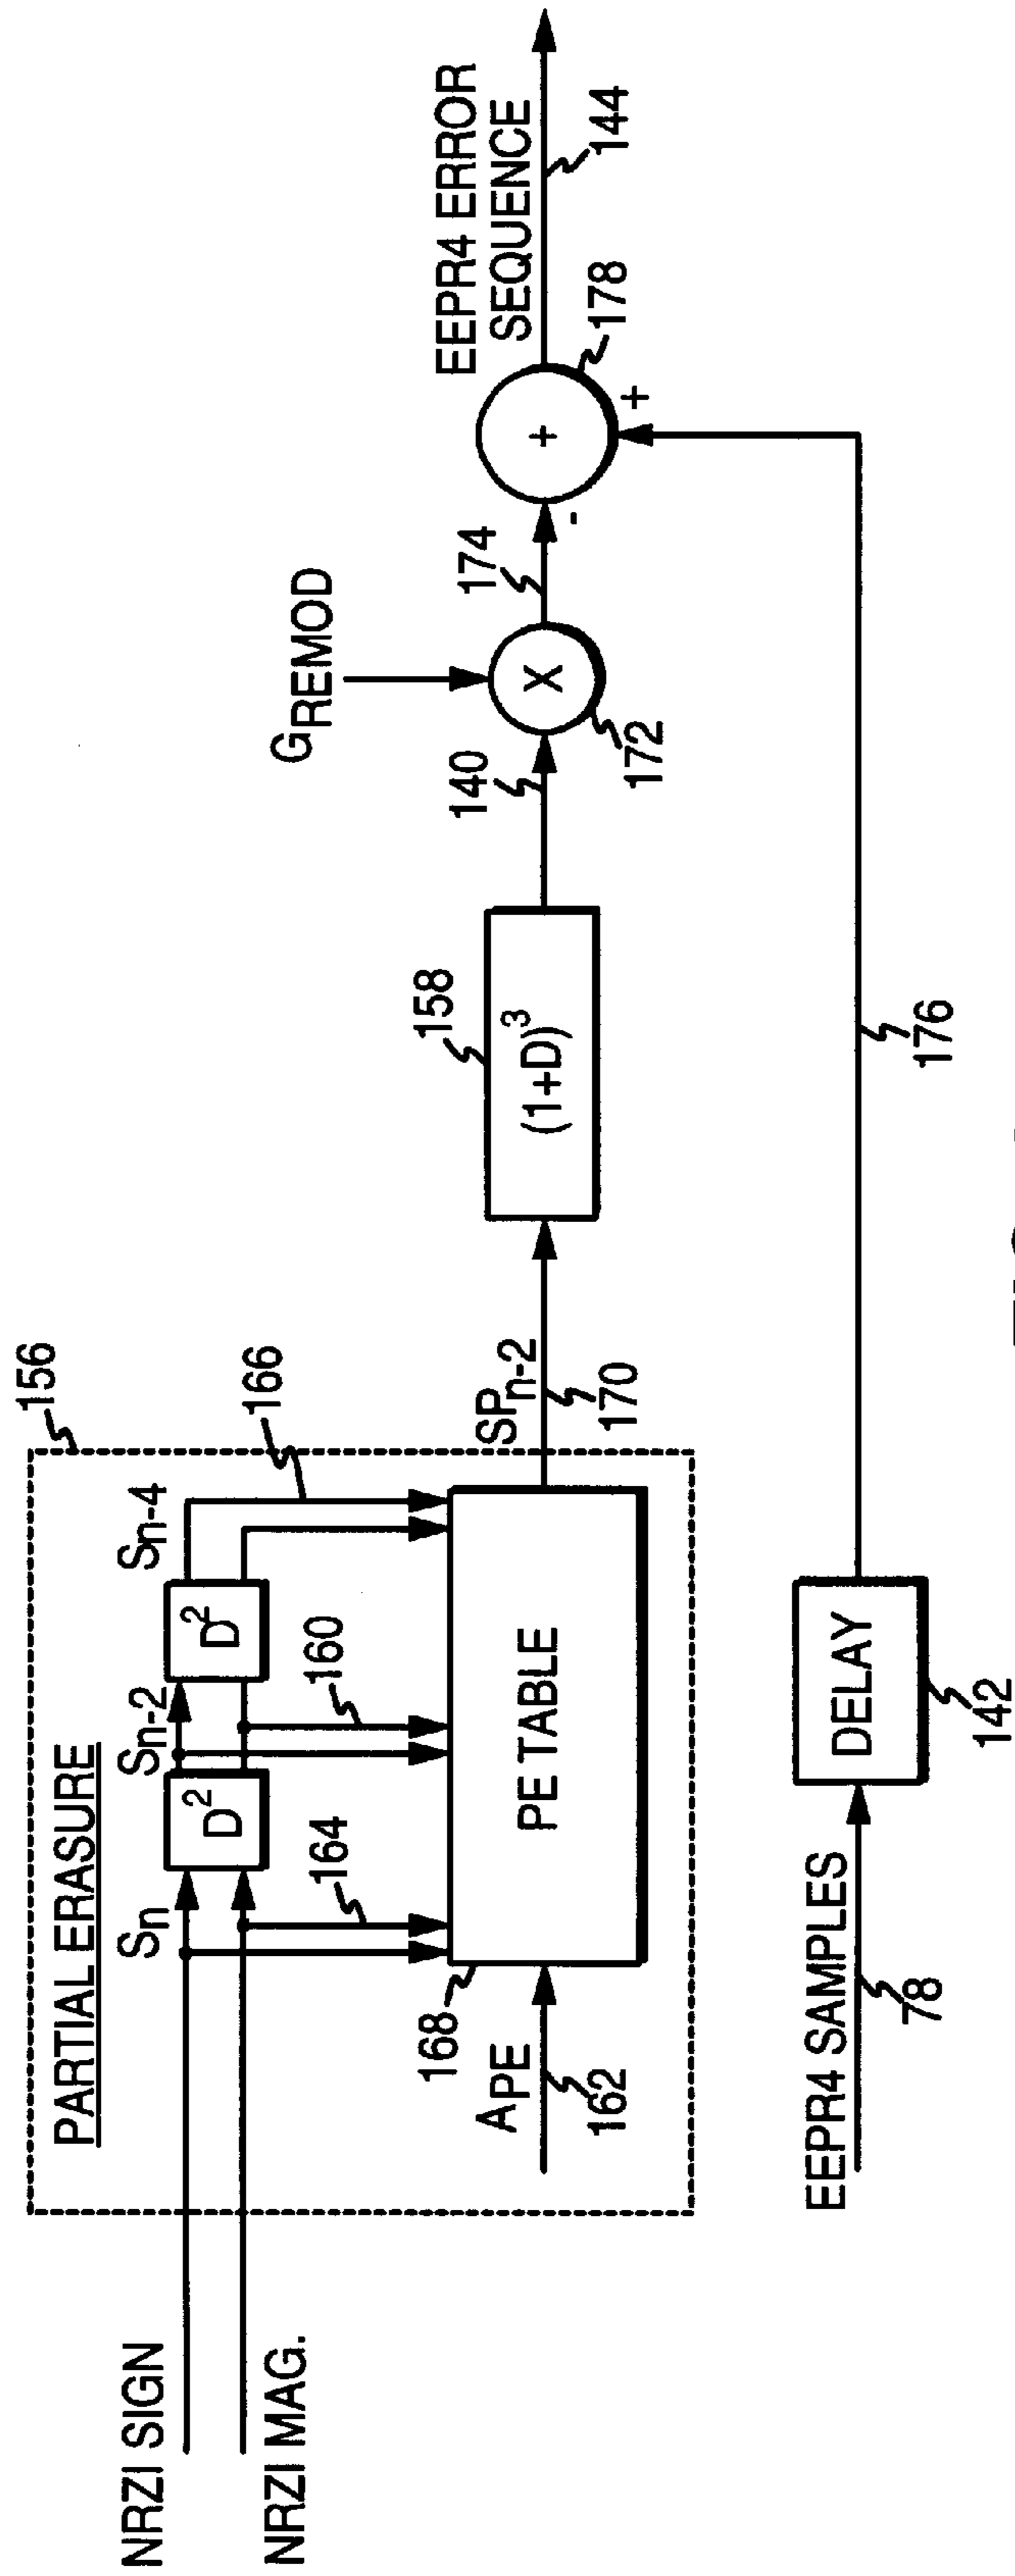 PARTIAL ERASURE
156
NRZI SIGN
NRZI MAG.
Sn
D2
Sn-2
D2
Sn-4
164
160
166
168
PE TABLE
APE
162
SPn-2
170
158
(1+D)3
140
GREMOD
X
172
174
-
+
+
178
EEPR4 ERROR
SEQUENCE
144
EEPR4 SAMPLES
78
DELAY
142
176